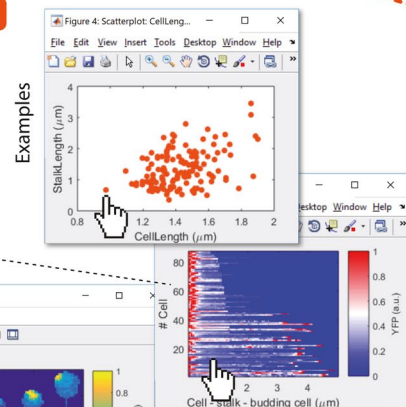 Figure 4: Scatterplot: CellLeng...
File Edit View Insert Tools Desktop Window Help
Examples
StalkLength (μm)
4
3
2
1
0
0.8
1.2
1.4
1.6
1.8
2
CellLength (μm)
esktop Window Help
# Cell
80
60
40
20
2
3
4
Cell - stalk - budding cell (μm)
1
0.8
0.6
0.4
0.2
0
YFP (a.u.)
1
0.8